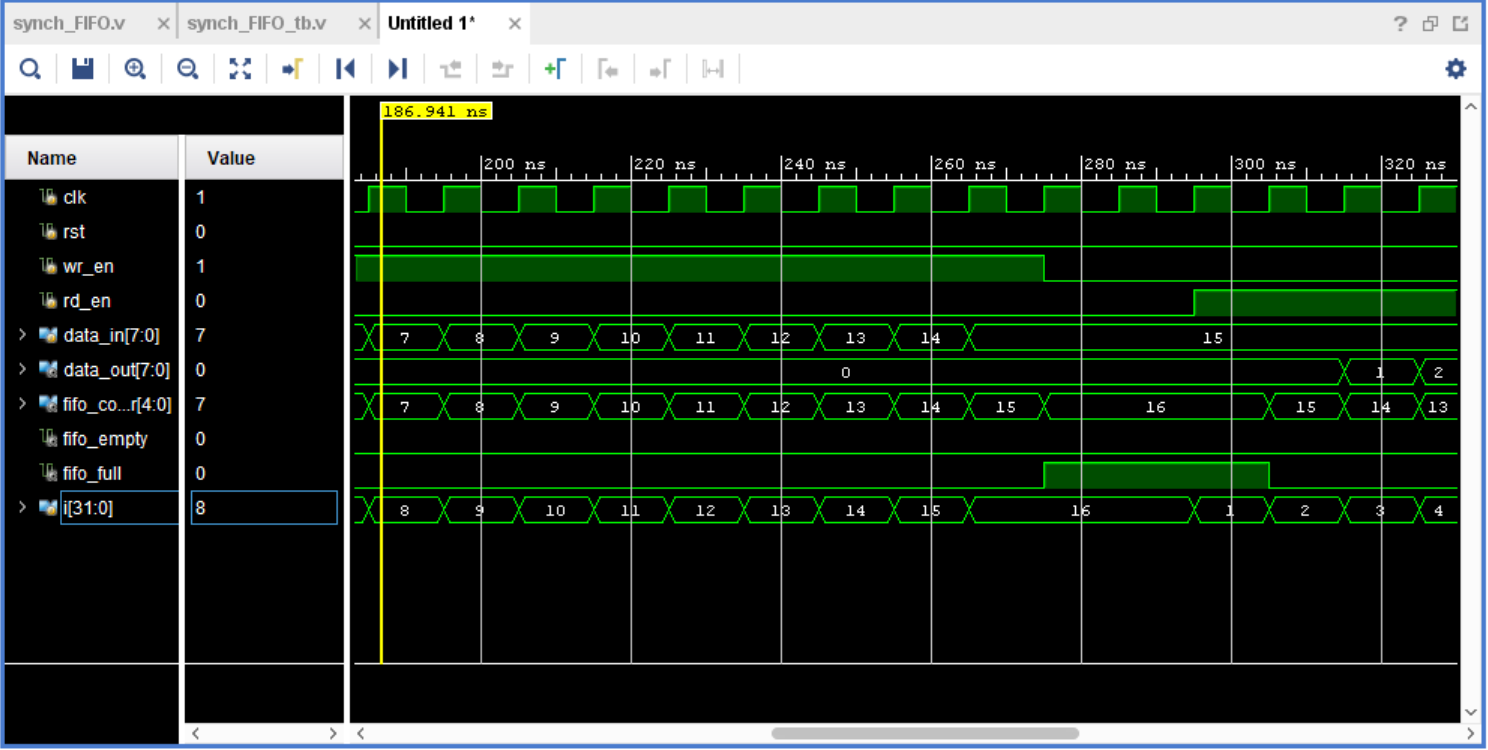 synch_FIFO.v × synch_FIFO_tb.v × Untitled 1* × ?
186.941 ns
Name Value 200 ns 220 ns 240 ns 260 ns 280 ns 300 ns 320 ns
clk 1
rst 0
wr_en 1
rd_en 0
data_in[7:0] 7 7 8 9 10 11 12 13 14 15
data_out[7:0] 0 0 1 2
fifo_co...r[4:0] 7 7 8 9 10 11 12 13 14 15 16 15 14 13
fifo_empty 0
fifo_full 0
i[31:0] 8 8 9 10 11 12 13 14 15 16 1 2 3 4